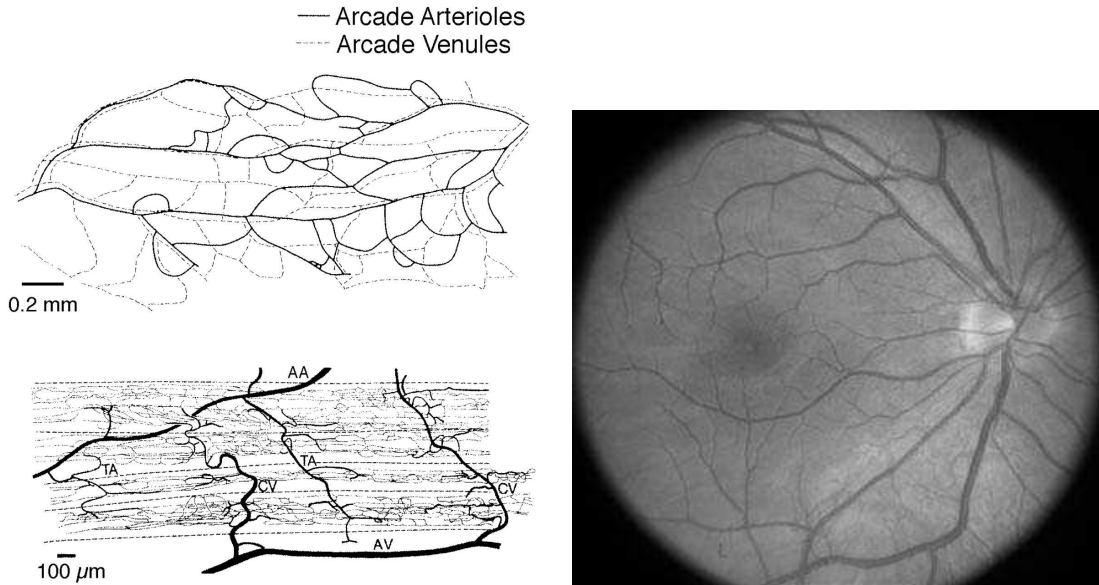 Arcade Arterioles
Arcade Venules
0.2 mm
AA
TA
TA
CV
CV
AV
100 µm